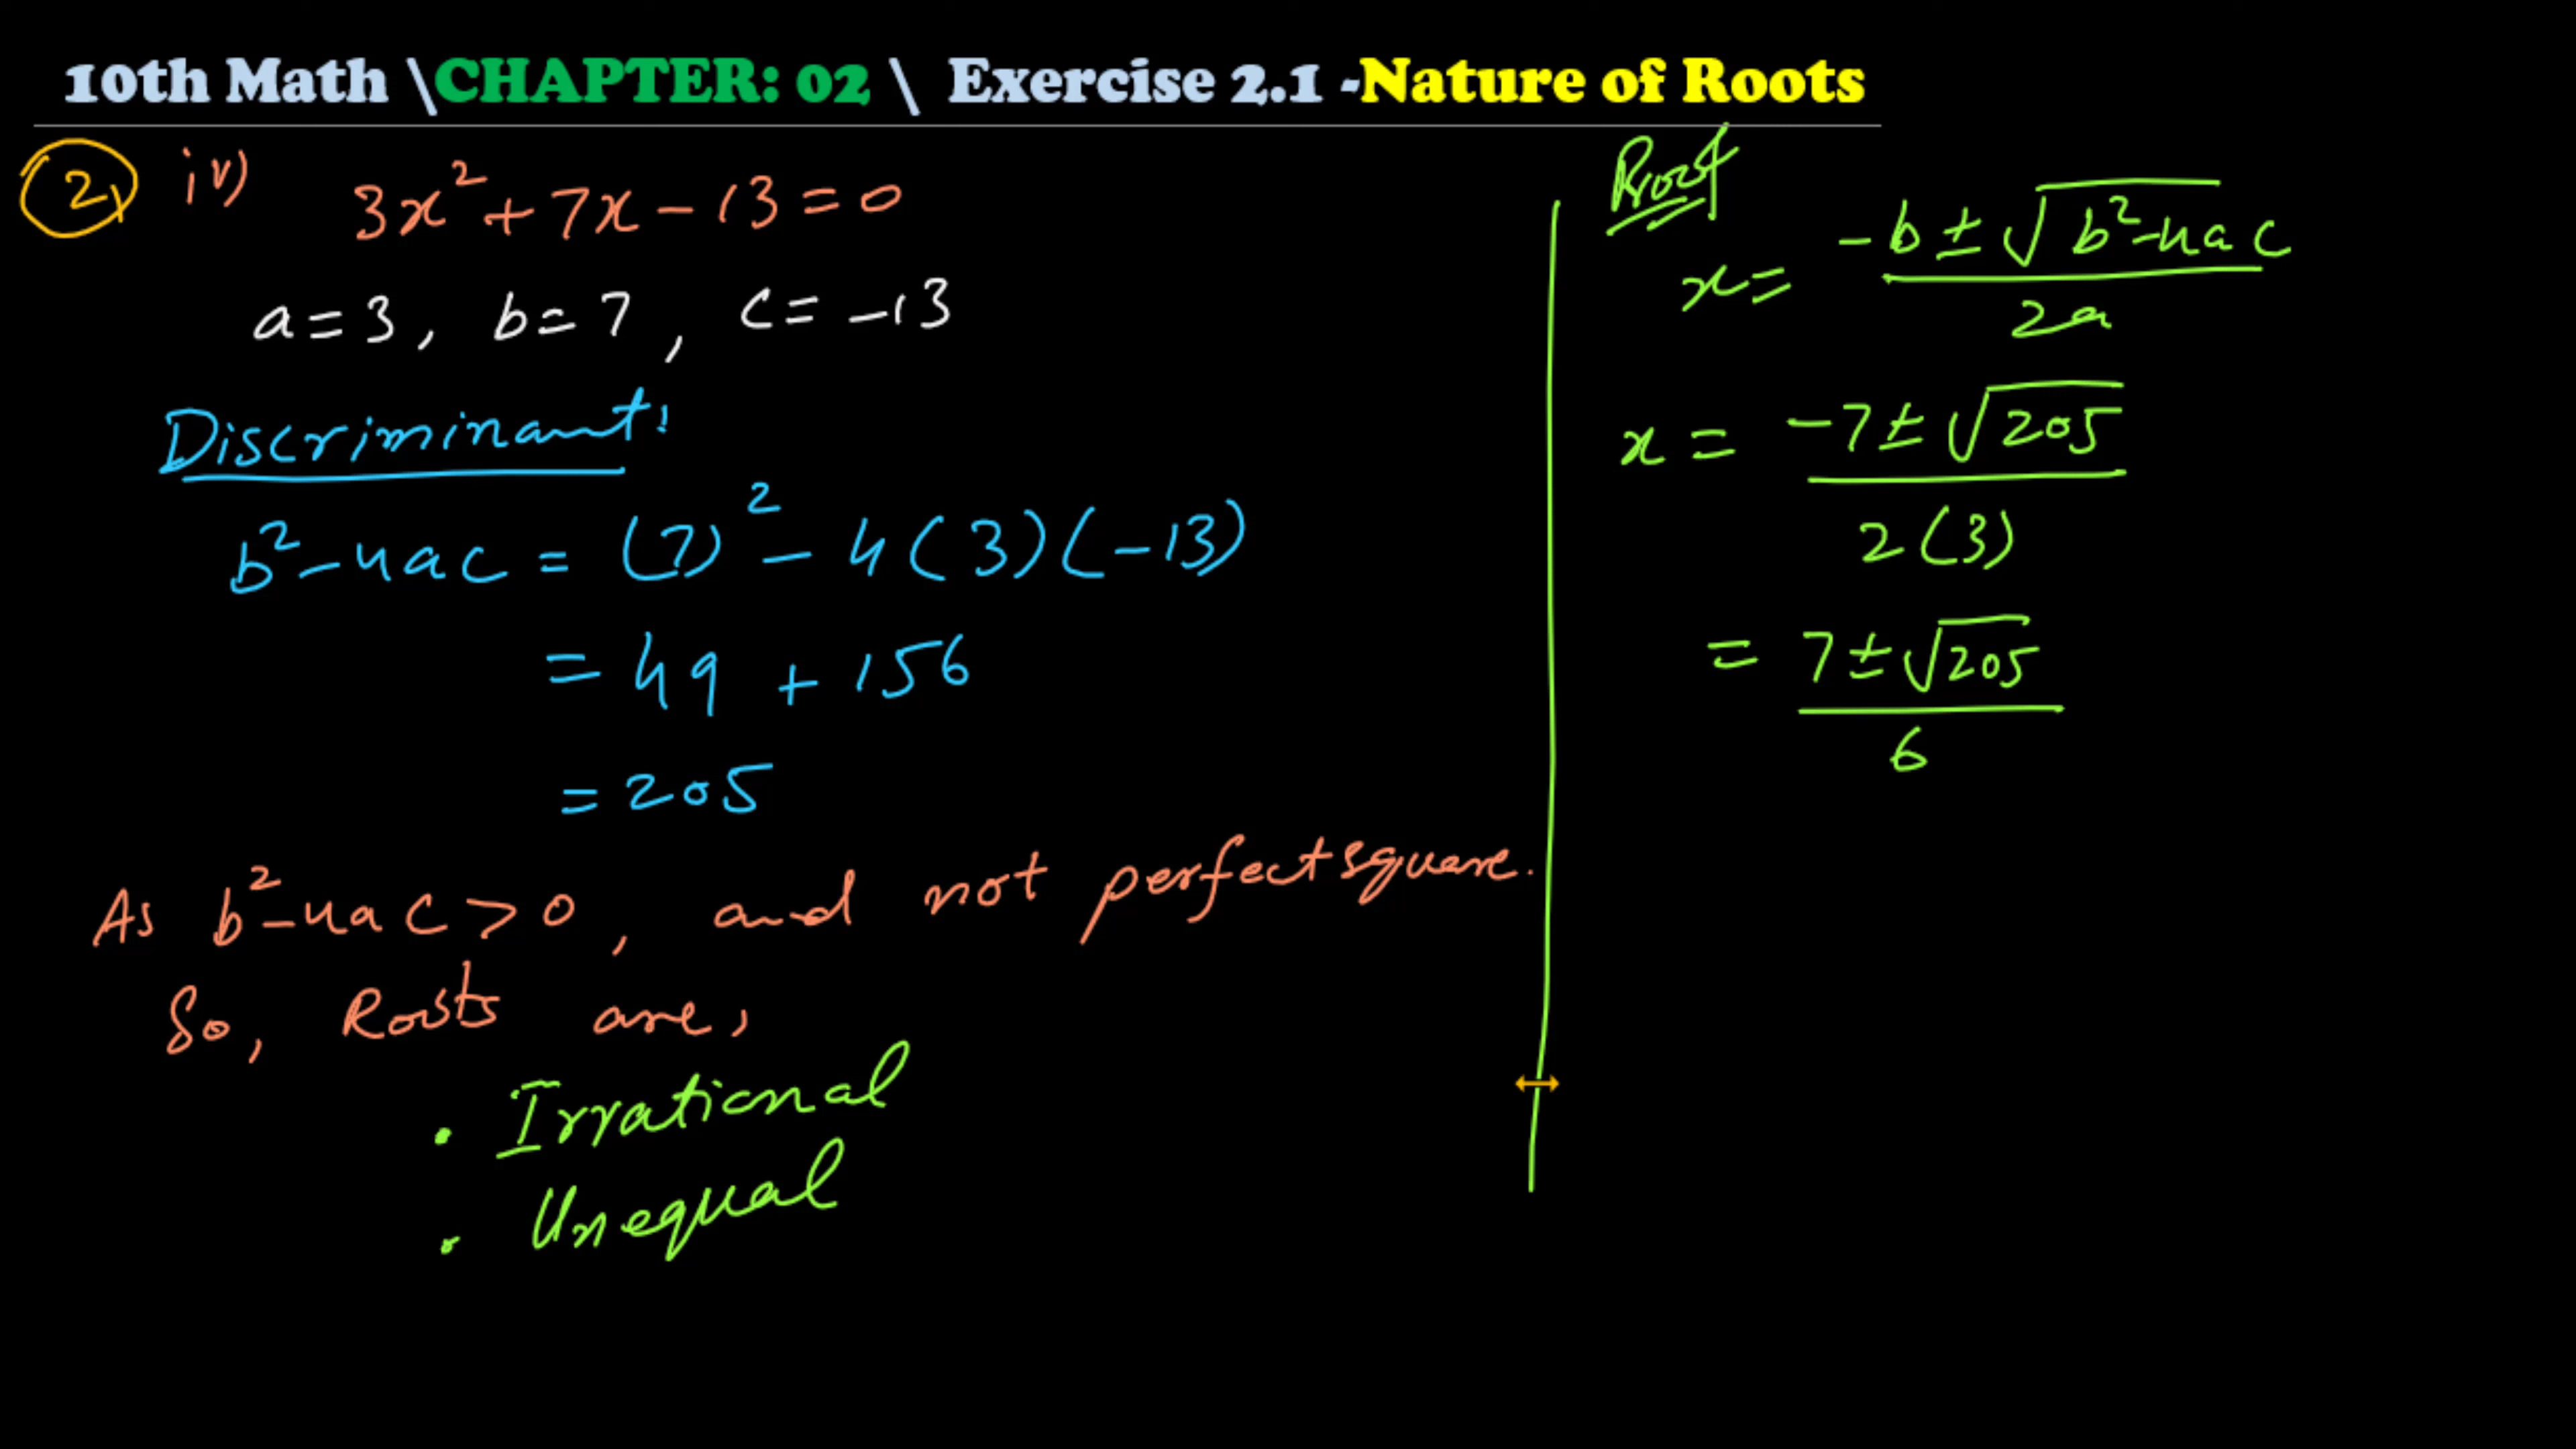 10th Math \CHAPTER: 02 \ Exercise 2.1 -Nature of Roots
2) iv) 3x² + 7x - 13 = 0
a = 3, b = 7, c = -13
Discriminant:
b² - 4ac = (7)² - 4(3)(-13)
= 49 + 156
= 205
As b² - 4ac > 0, and not perfect square.
So, Roots are,
. Irrational
. Unequal
Root
x = (-b ± √(b² - 4ac)) / 2a
x = (-7 ± √205) / 2(3)
= (7 ± √205) / 6